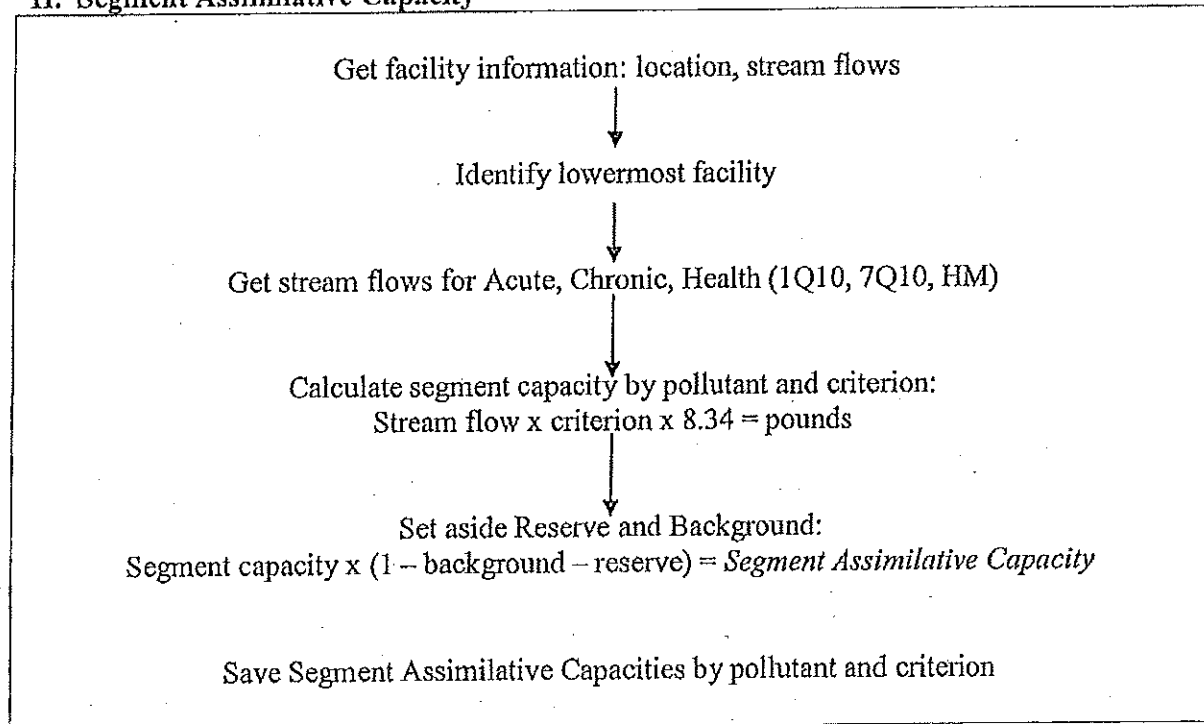 II. Segment Assimilative Capacity
Get facility information: location, stream flows
Identify lowermost facility
Get stream flows for Acute, Chronic, Health (1Q10, 7Q10, HM)
Calculate segment capacity by pollutant and criterion:
Stream flow x criterion x 8.34 = pounds
Set aside Reserve and Background:
Segment capacity x (1 – background – reserve) = Segment Assimilative Capacity
Save Segment Assimilative Capacities by pollutant and criterion